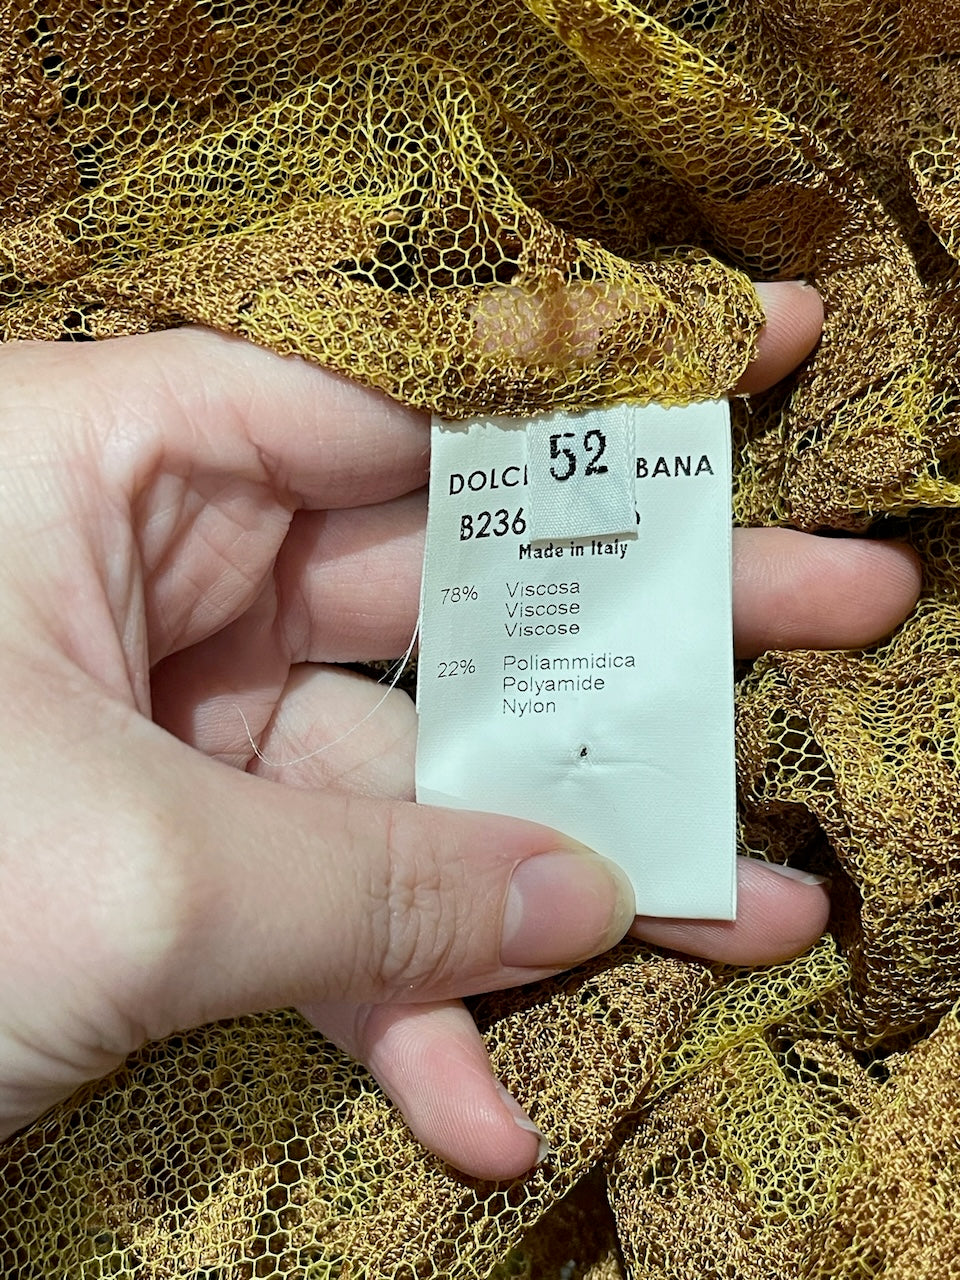 52
DOLC BANA
B236
Made in Italy
78% Viscosa
Viscose
Viscose
22% Poliammidica
Polyamide
Nylon